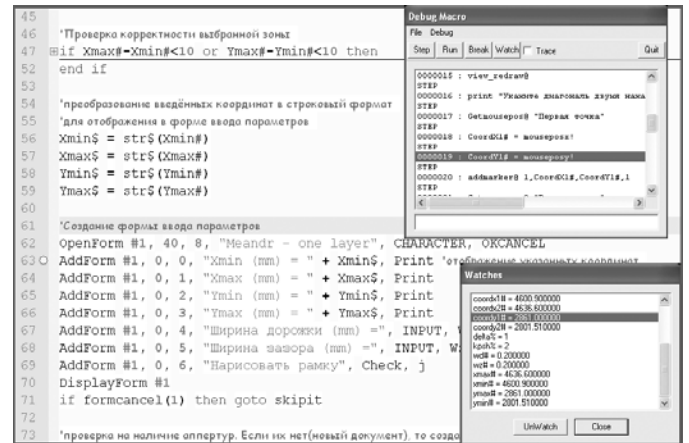 45
46 'Проверка корректности выбранной зоны
47 if Xmax#-Xmin#<10 or Ymax#-Ymin#<10 then
52 end if
53
54 'преобразование введённых координат в строковый формат
55 'для отображения в форме ввода параметров
56 Xmin$ = str$(Xmin#)
57 Xmax$ = str$(Xmax#)
58 Ymin$ = str$(Ymin#)
59 Ymax$ = str$(Ymax#)
60
61 'Создание формы ввода параметров
62 OpenForm #1, 40, 8, "Meandr - one layer", CHARACTER, OKCANCEL
63 AddForm #1, 0, 0, "Xmin (mm) = " + Xmin$, Print 'отображение указанных координат
64 AddForm #1, 0, 1, "Xmax (mm) = " + Xmax$, Print
65 AddForm #1, 0, 2, "Ymin (mm) = " + Ymin$, Print
66 AddForm #1, 0, 3, "Ymax (mm) = " + Ymax$, Print
67 AddForm #1, 0, 4, "Ширина дорожки (mm) =", INPUT,
68 AddForm #1, 0, 5, "Ширина зазора (mm) =", INPUT,
69 AddForm #1, 0, 6, "Нарисовать рамку", Check, j
70 DisplayForm #1
71 if formcancel(1) then goto skipit
72
73 'проверка на наличие аппертур. Если их нет(новый документ), то созда
Debug Macro
File Debug
Step Run Break Watch Trace Quit
0000015 : view_redraw@
STEP
0000016 : print "Укажите диагональ двумя нажа
STEP
0000017 : Getmousepos@ "Первая точка"
STEP
0000018 : CoordX1# = mouseposx!
STEP
0000019 : CoordY1# = mouseposy!
STEP
0000020 : addmarker@ 1,CoordX1#,CoordY1#,1
STEP
Watches
coordx1# = 4600.900000
coordx2# = 4636.600000
coordy1# = 2861.000000
coordy2# = 2801.510000
delta% = 1
kpch% = 2
wd# = 0.200000
wz# = 0.200000
xmax# = 4636.600000
xmin# = 4600.900000
ymax# = 2861.000000
ymin# = 2801.510000
UnWatch Close